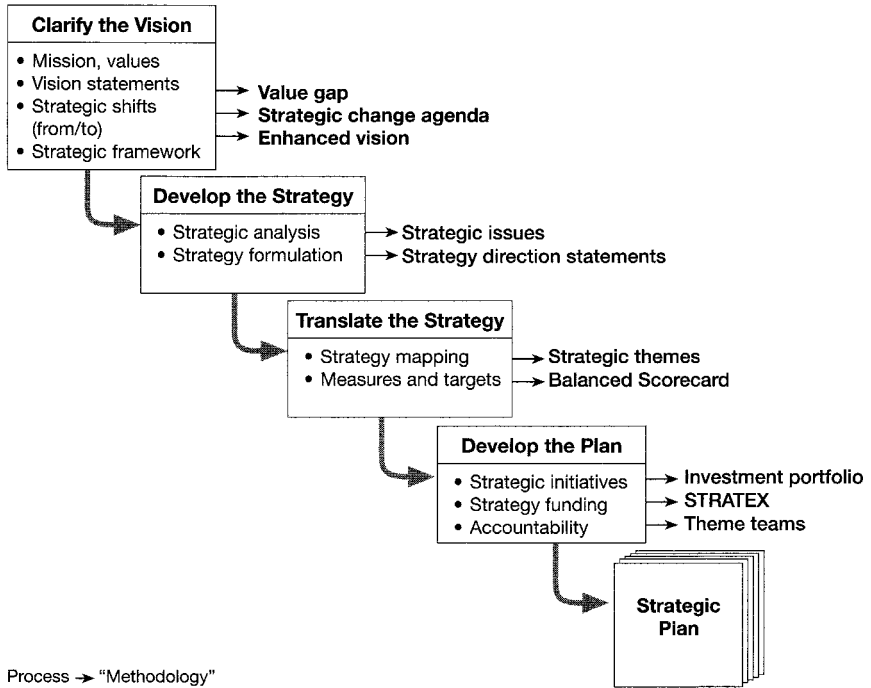 Clarify the Vision
• Mission, values
• Vision statements
• Strategic shifts
(from/to)
• Strategic framework
Value gap
Strategic change agenda
Enhanced vision
Develop the Strategy
• Strategic analysis
• Strategy formulation
Strategic issues
Strategy direction statements
Translate the Strategy
• Strategy mapping
• Measures and targets
Strategic themes
Balanced Scorecard
Develop the Plan
• Strategic initiatives
• Strategy funding
• Accountability
Investment portfolio
STRATEX
Theme teams
Strategic
Plan
Process → “Methodology”